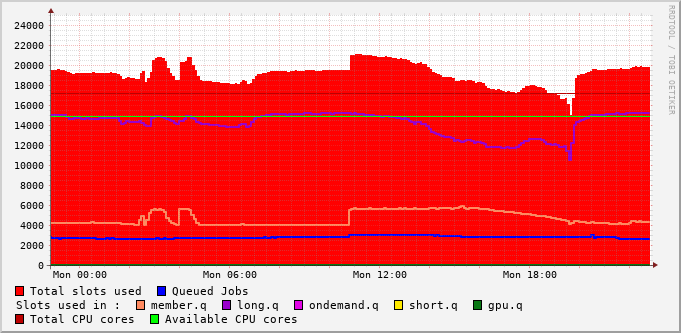 24000
22000
20000
18000
16000
14000
12000
10000
8000
6000
4000
2000
0
Mon 00:00 Mon 06:00 Mon 12:00 Mon 18:00
RRDTOOL / TOBI OETIKER
Total slots used Queued Jobs
Slots used in : member.q long.q ondemand.q short.q gpu.q
Total CPU cores Available CPU cores